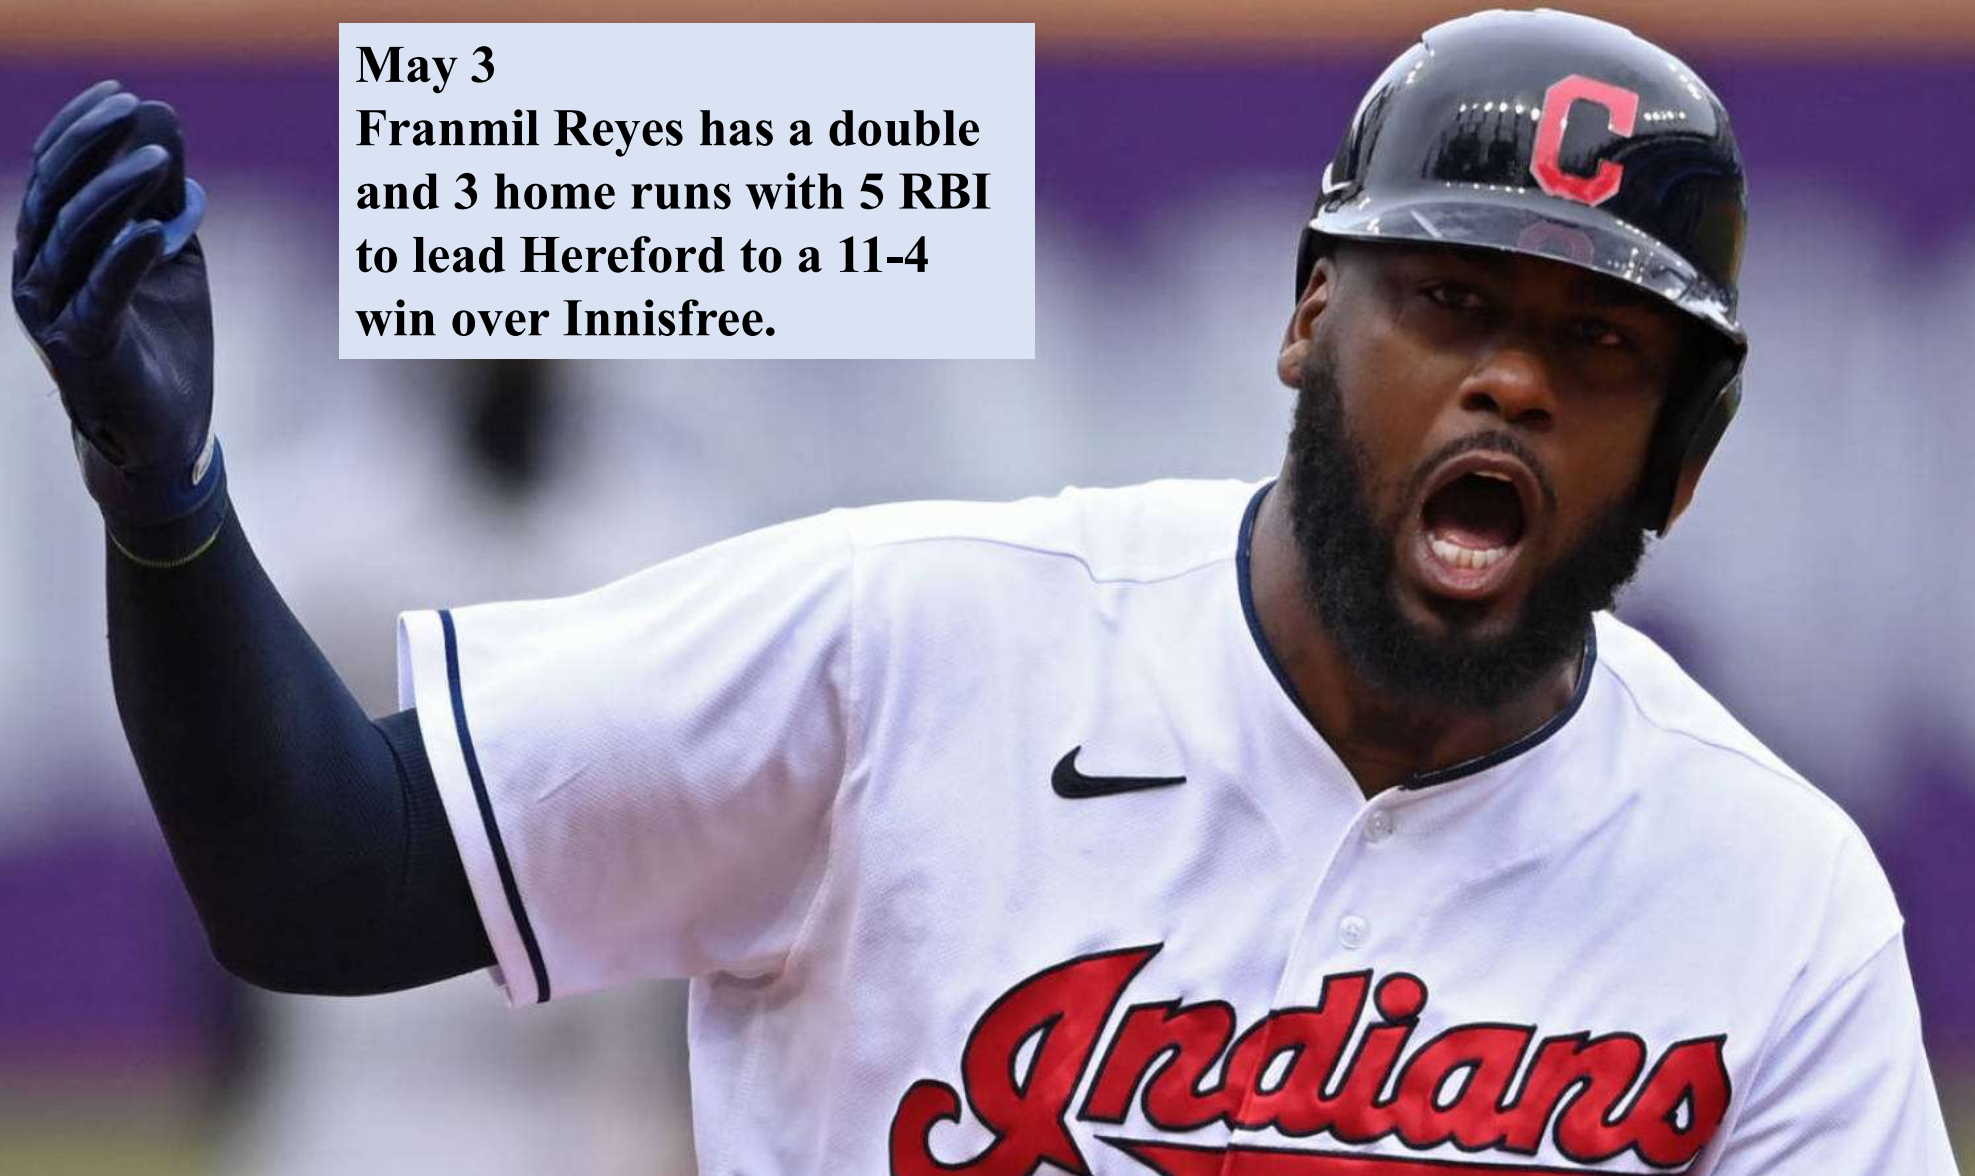 May 3
Franmil Reyes has a double
and 3 home runs with 5 RBI
to lead Hereford to a 11-4
win over Innisfree.
C
Indians